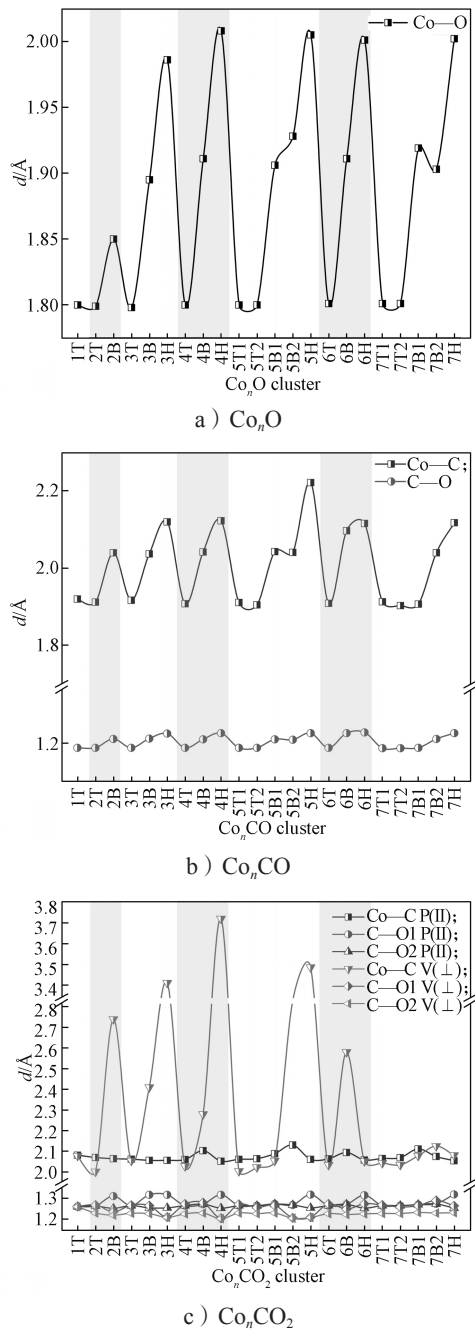 Co—O
2.00
1.95
1.90
1.85
1.80
d/Å
1T 2T 2B 3T 3B 3H 4T 4B 4H 5T1 5T2 5B1 5B2 5H 6T 6B 6H 7T1 7T2 7B1 7B2 7H
ConO cluster
a）ConO
Co—C;
C—O
2.2
2.0
1.8
1.2
d/Å
1T 2T 2B 3T 3B 3H 4T 4B 4H 5T1 5T2 5B1 5B2 5H 6T 6B 6H 7T1 7T2 7B1 7B2 7H
ConCO cluster
b）ConCO
Co—C P(II);
C—O1 P(II);
C—O2 P(II);
Co—C V(⊥);
C—O1 V(⊥);
C—O2 V(⊥)
3.8
3.7
3.6
3.5
3.4
2.8
2.7
2.6
2.5
2.4
2.3
2.2
2.1
2.0
1.3
1.2
d/Å
1T 2T 2B 3T 3B 3H 4T 4B 4H 5T1 5T2 5B1 5B2 5H 6T 6B 6H 7T1 7T2 7B1 7B2 7H
ConCO2 cluster
c）ConCO2